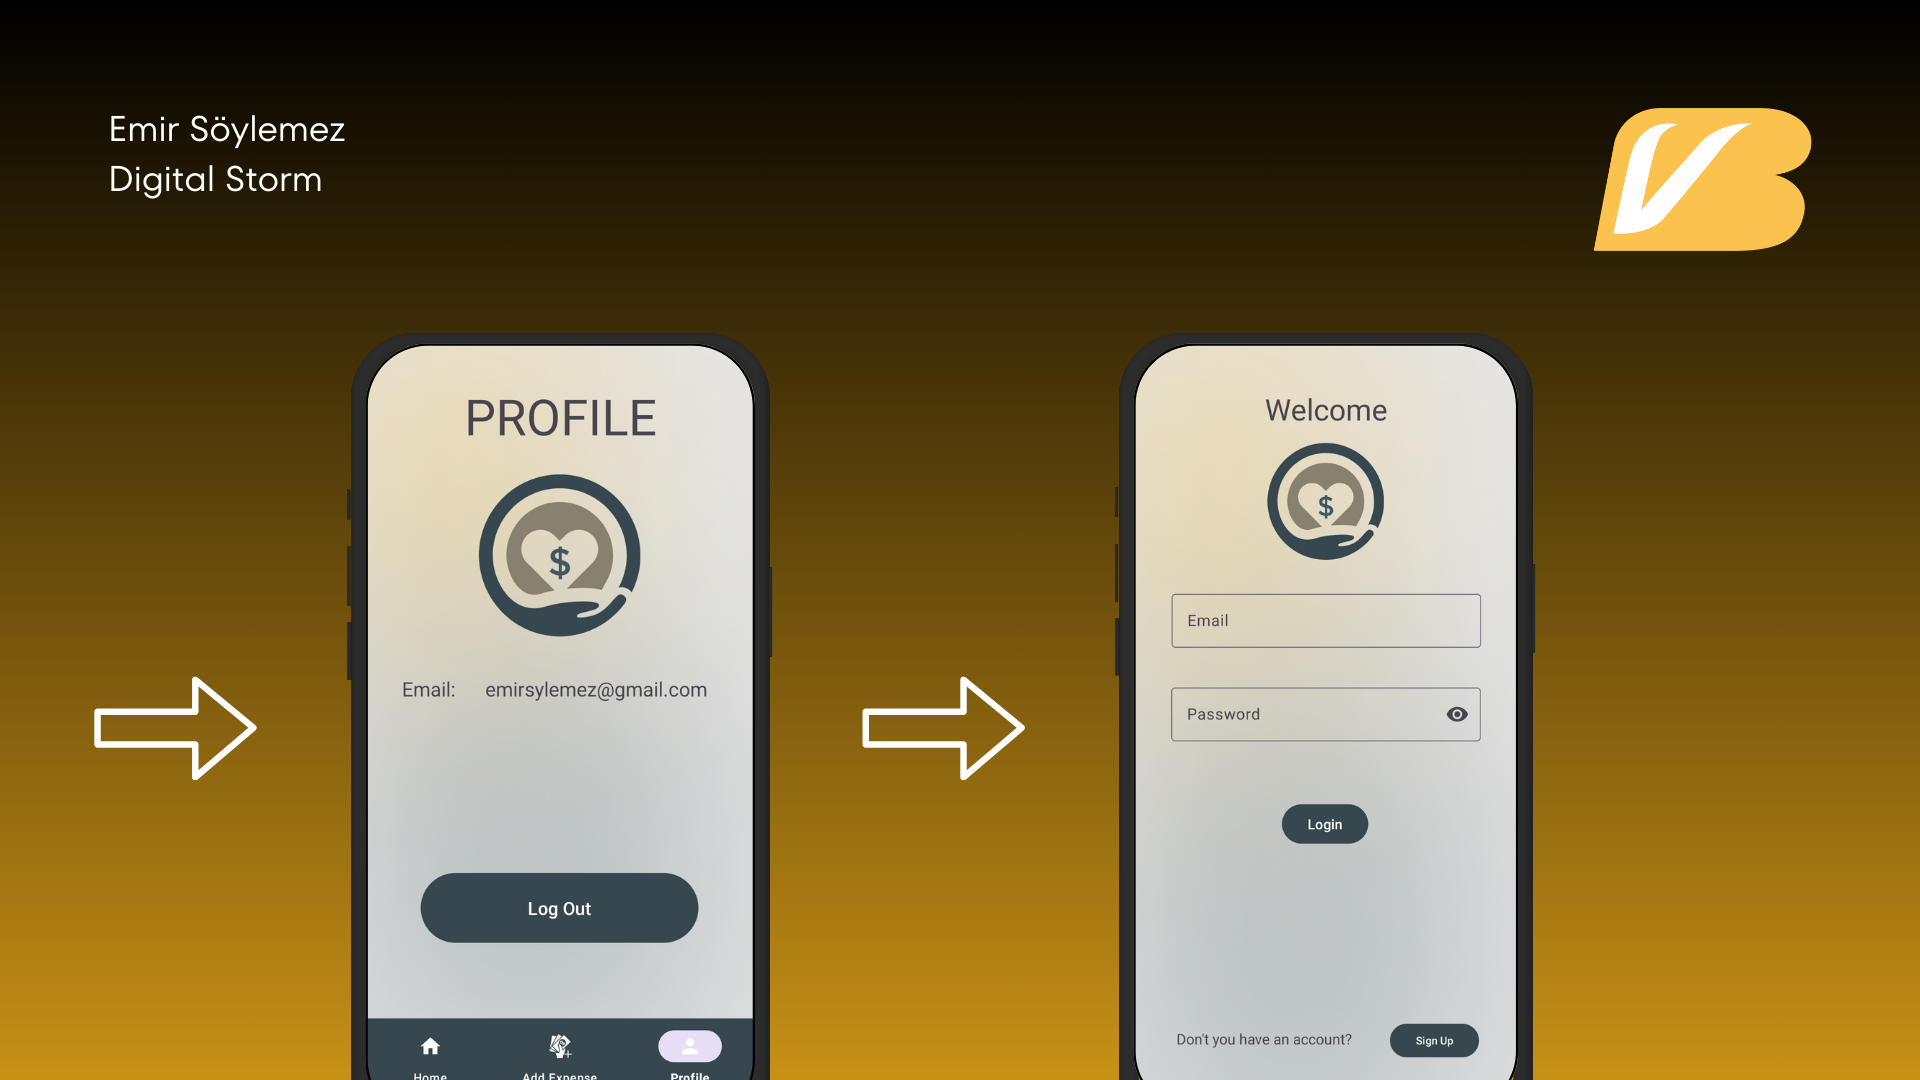 Emir Söylemez
Digital Storm
PROFILE
$
Email: emirsylemez@gmail.com
Log Out
Home
Add Expense
Profile
Welcome
$
Email
Password
Login
Don't you have an account?
Sign Up